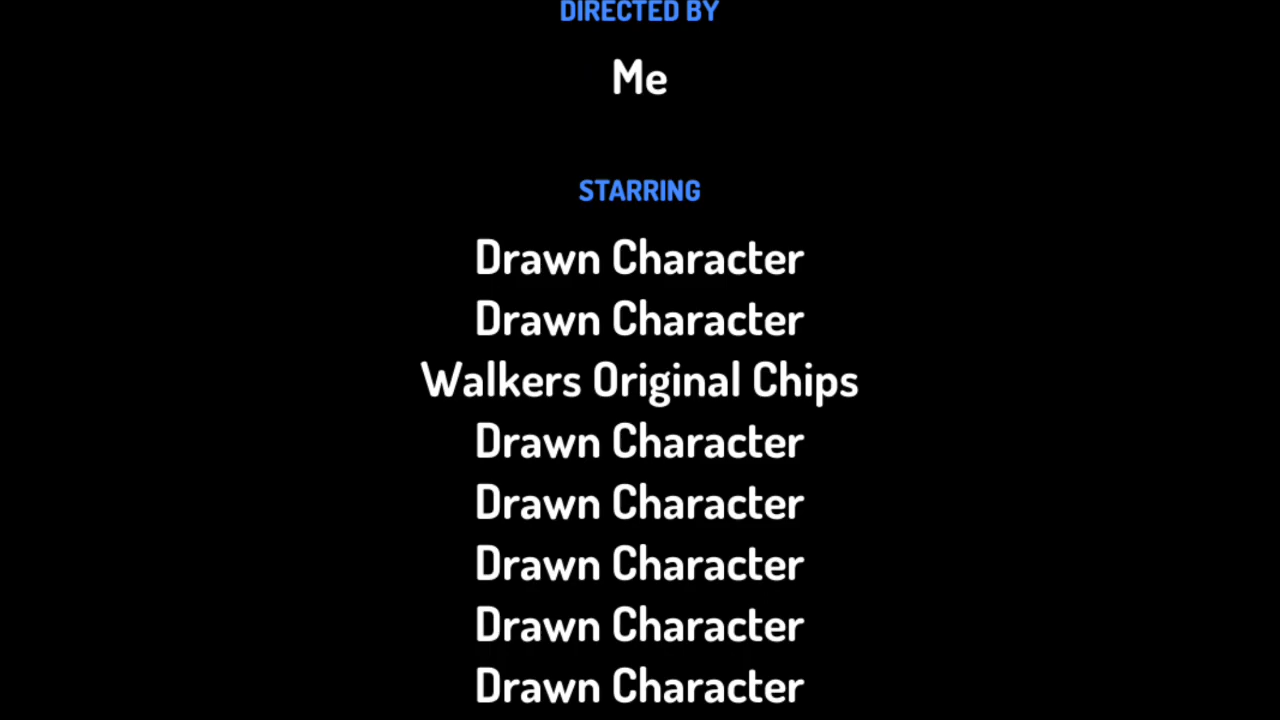 DIRECTED BY
Me
STARRING
Drawn Character
Drawn Character
Walkers Original Chips
Drawn Character
Drawn Character
Drawn Character
Drawn Character
Drawn Character